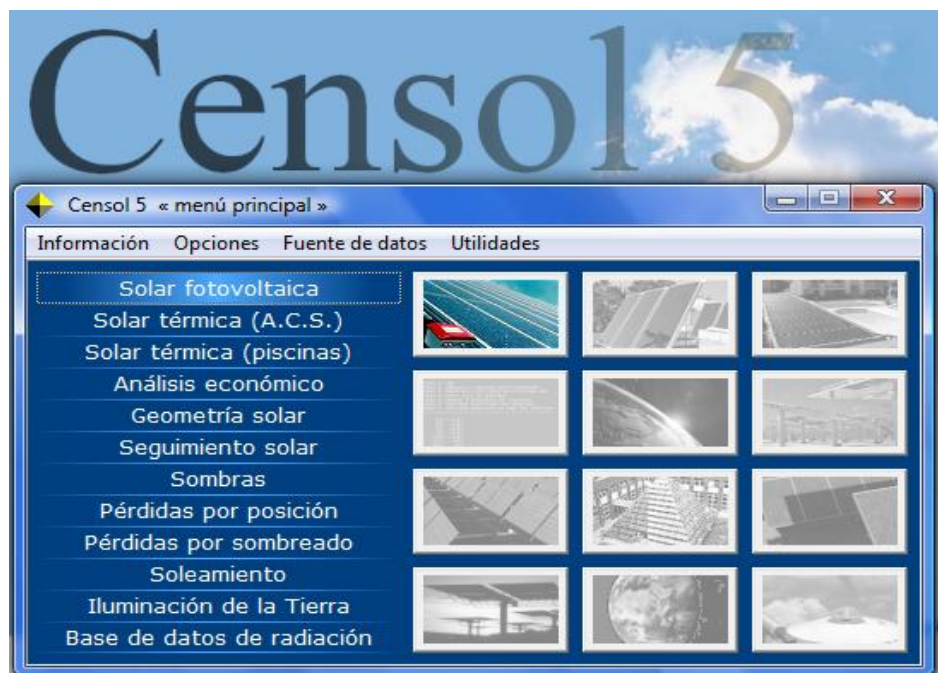 Censol 5
Censol 5 « menú principal »
Información Opciones Fuente de datos Utilidades
Solar fotovoltaica
Solar térmica (A.C.S.)
Solar térmica (piscinas)
Análisis económico
Geometría solar
Seguimiento solar
Sombras
Pérdidas por posición
Pérdidas por sombreado
Soleamiento
Iluminación de la Tierra
Base de datos de radiación